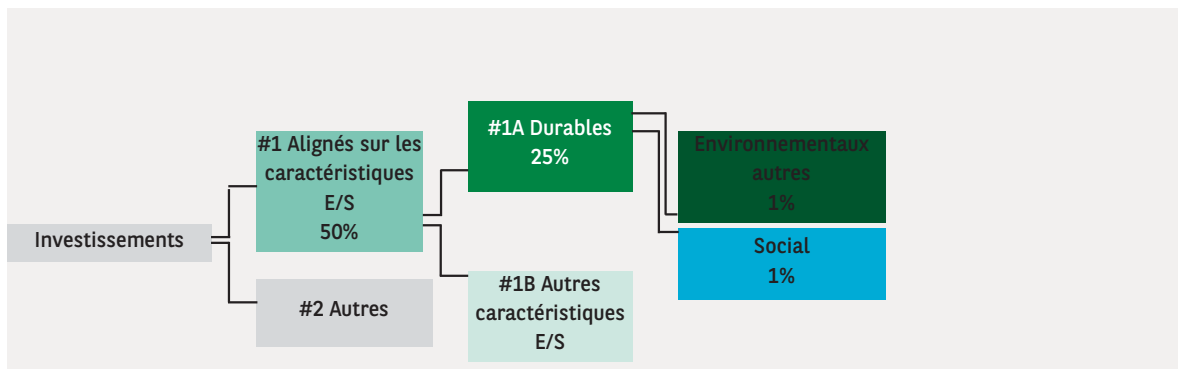 Investissements
#1 Alignés sur les
caractéristiques
E/S
50%
#2 Autres
#1A Durables
25%
#1B Autres
caractéristiques
E/S
Environnementaux
autres
1%
Social
1%